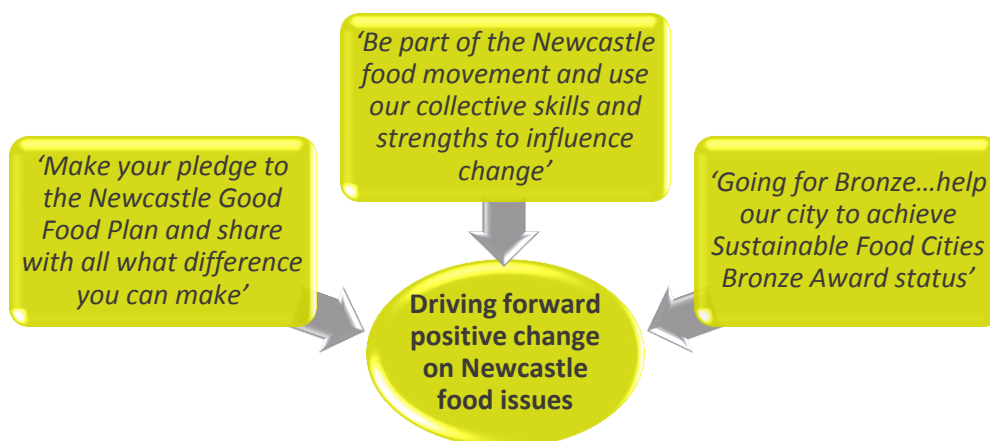 ‘Make your pledge to
the Newcastle Good
Food Plan and share
with all what difference
you can make’
‘Be part of the Newcastle
food movement and use
our collective skills and
strengths to influence
change’
‘Going for Bronze…help
our city to achieve
Sustainable Food Cities
Bronze Award status’
Driving forward
positive change
on Newcastle
food issues